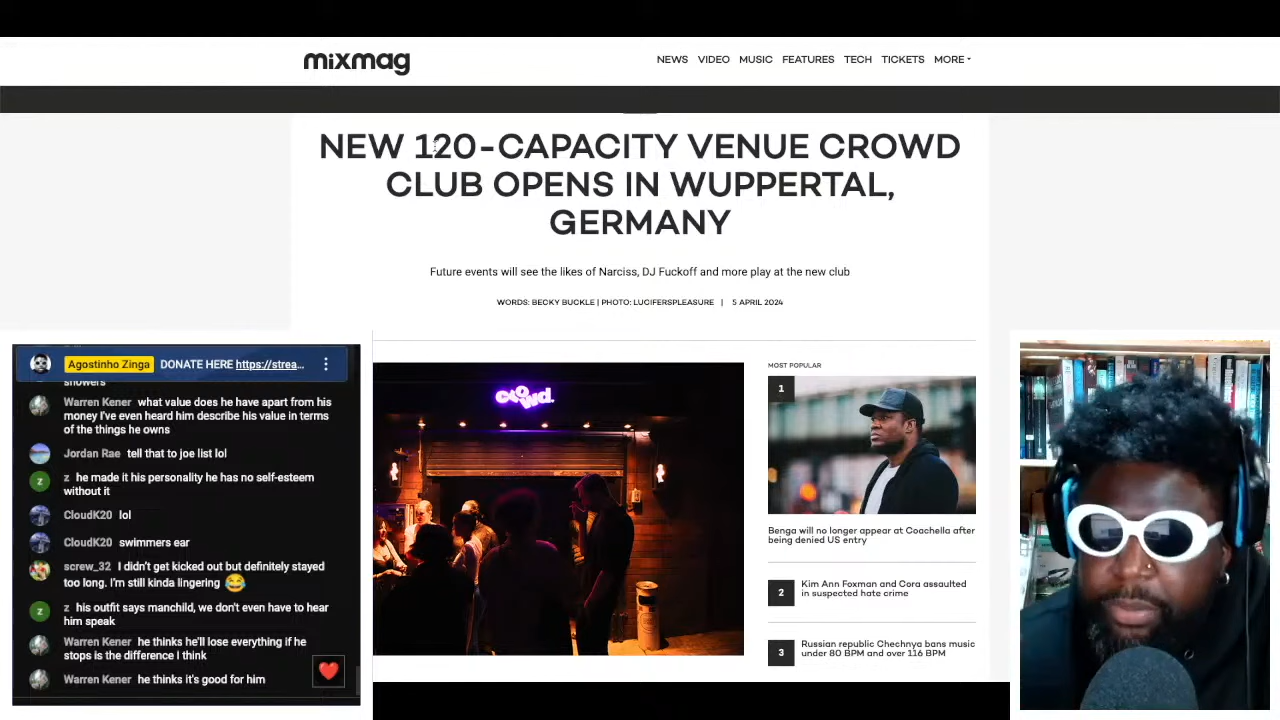 mixmag
NEWS VIDEO MUSIC FEATURES TECH TICKETS MORE
NEW 120-CAPACITY VENUE CROWD
CLUB OPENS IN WUPPERTAL,
GERMANY
Future events will see the likes of Narciss, DJ Fuckoff and more play at the new club
WORDS: BECKY BUCKLE | PHOTO: LUCIFERSPLEASURE | 5 APRIL 2024
Agostinho Zinga DONATE HERE https://strea...
showers
Warren Kener what value does he have apart from his
money I've even heard him describe his value in terms
of the things he owns
Jordan Rae tell that to joe list lol
z he made it his personality he has no self-esteem
without it
CloudK20 lol
CloudK20 swimmers ear
screw_32 I didn't get kicked out but definitely stayed
too long. I'm still kinda lingering 😂
z his outfit says manchild, we don't even have to hear
him speak
Warren Kener he thinks he'll lose everything if he
stops is the difference I think
Warren Kener he thinks it's good for him
crowd.
MOST POPULAR
1
Benga will no longer appear at Coachella after
being denied US entry
2
Kim Ann Foxman and Cora assaulted
in suspected hate crime
3
Russian republic Chechnya bans music
under 80 BPM and over 116 BPM